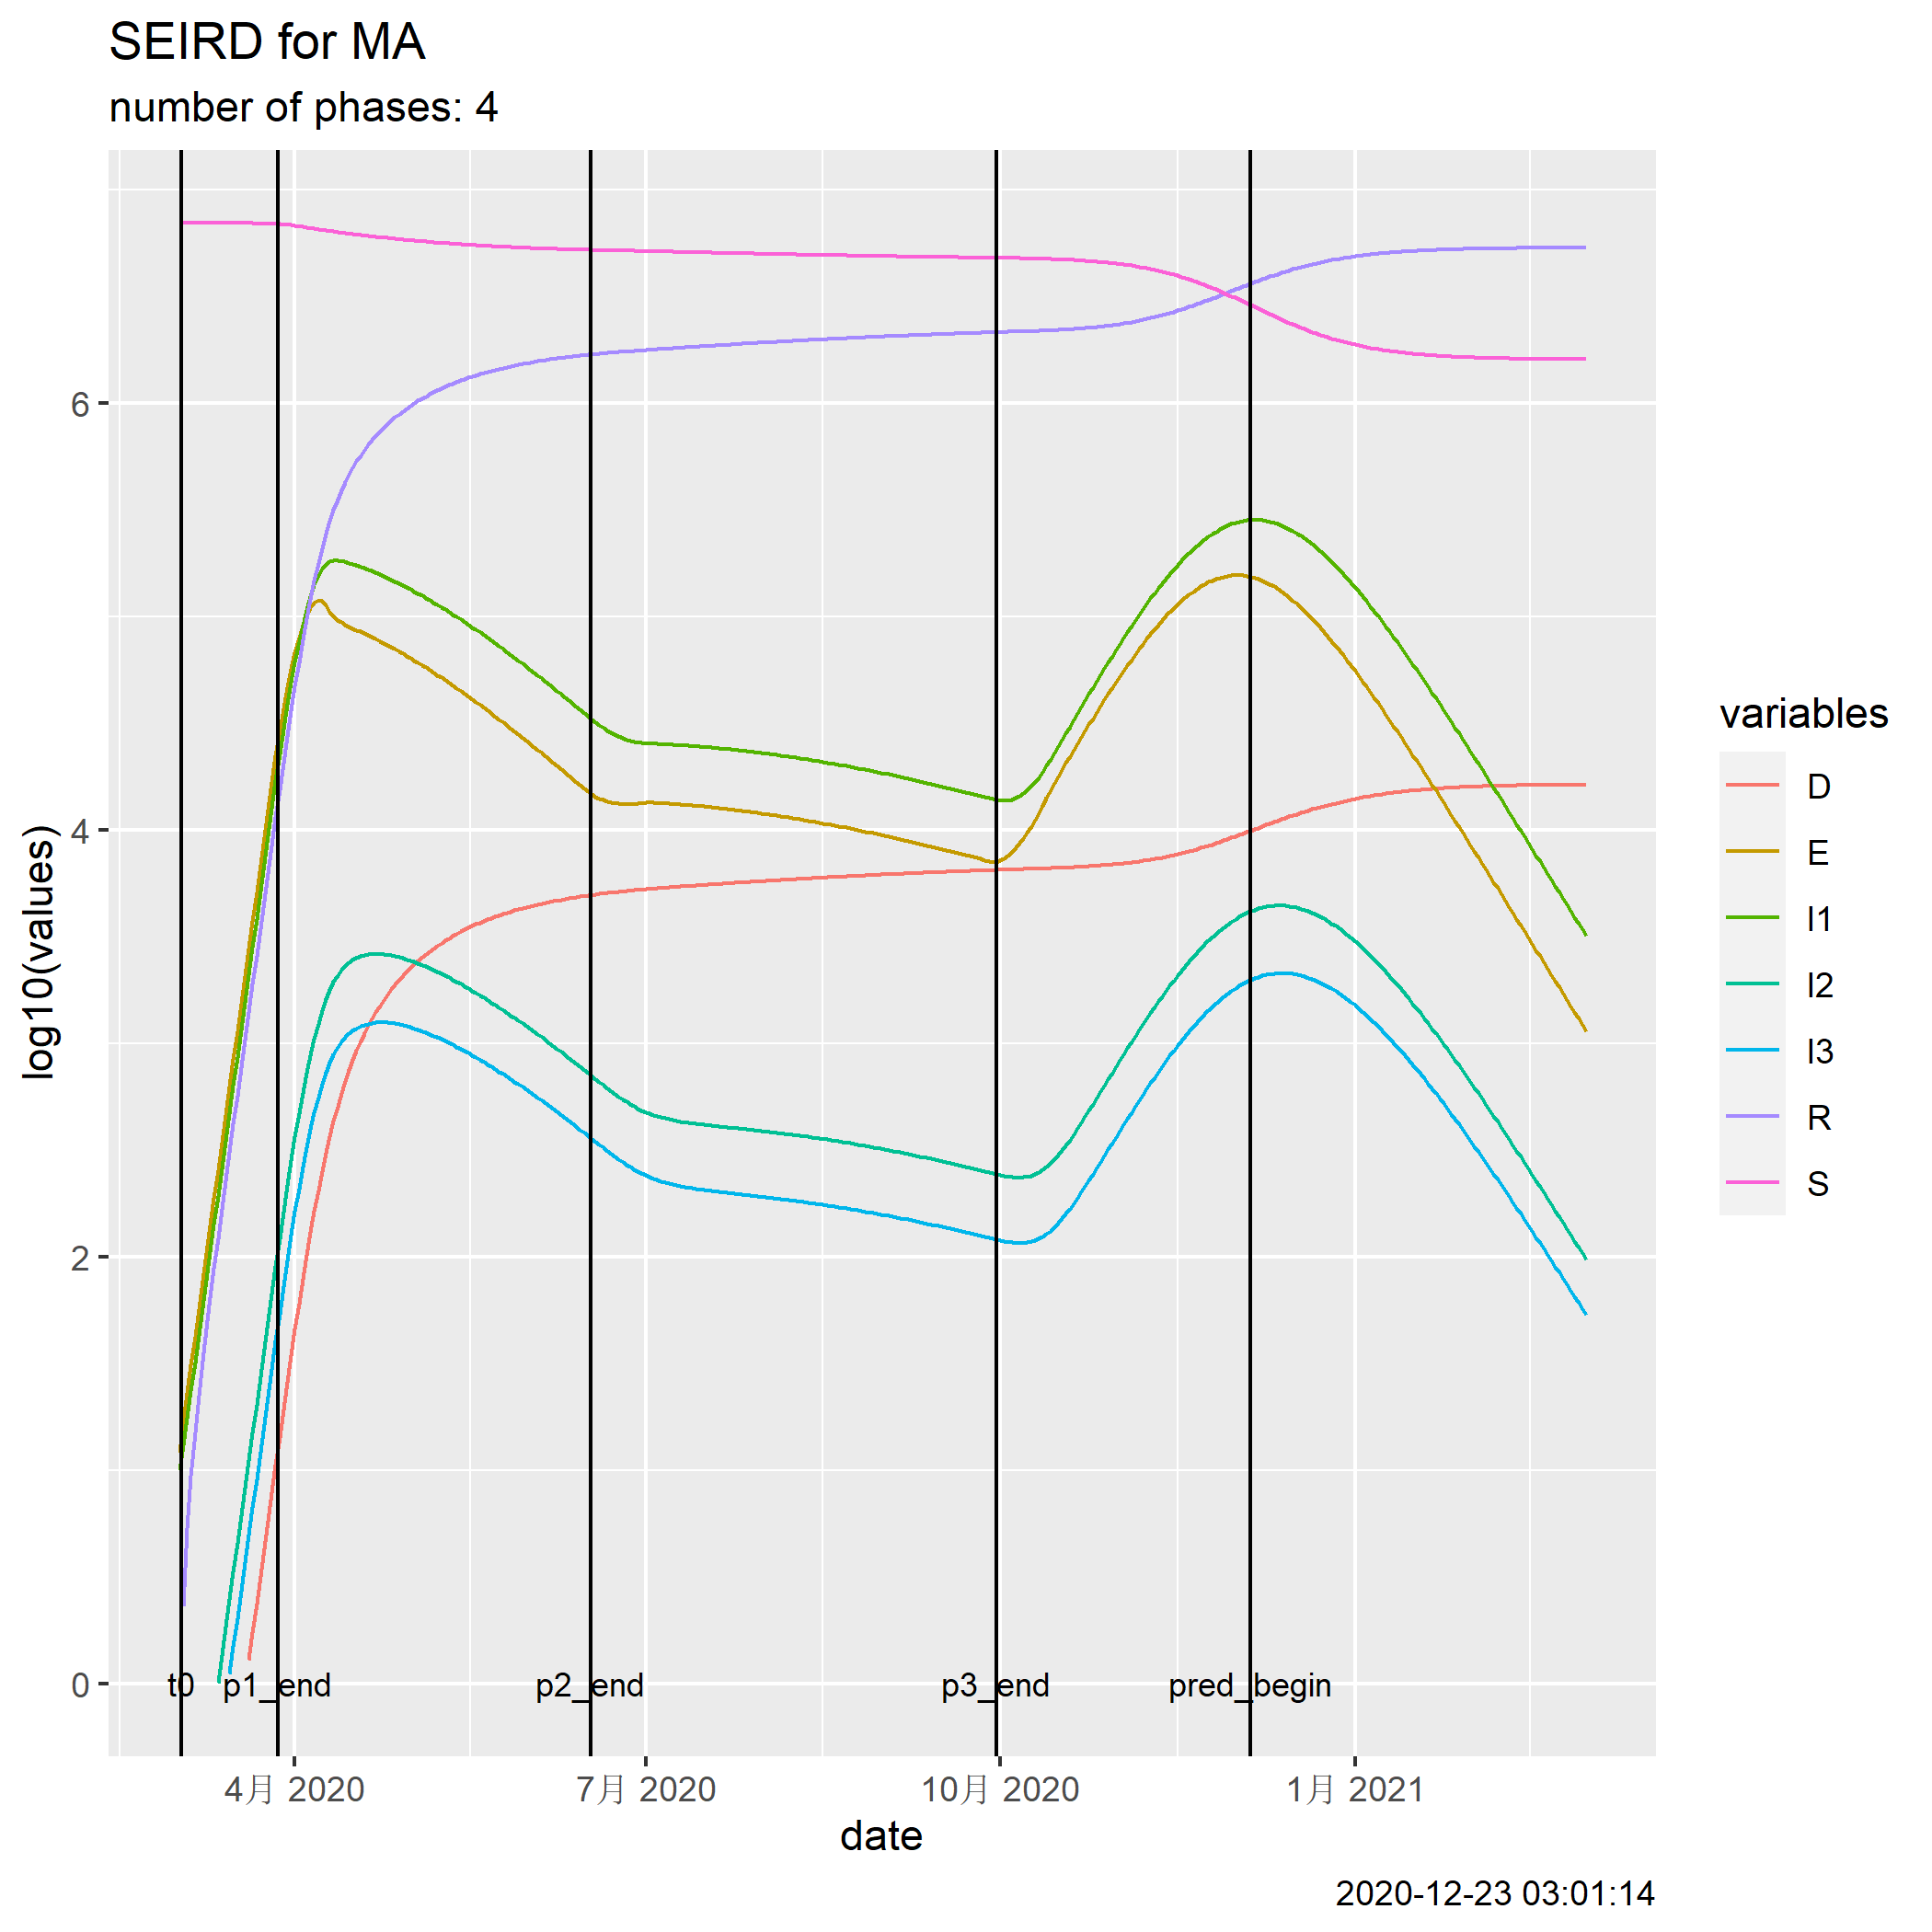 SEIRD for MA
number of phases: 4
log10(values)
6
4
2
0
t0
p1_end
p2_end
p3_end
pred_begin
4月 2020
7月 2020
10月 2020
1月 2021
date
variables
D
E
I1
I2
I3
R
S
2020-12-23 03:01:14